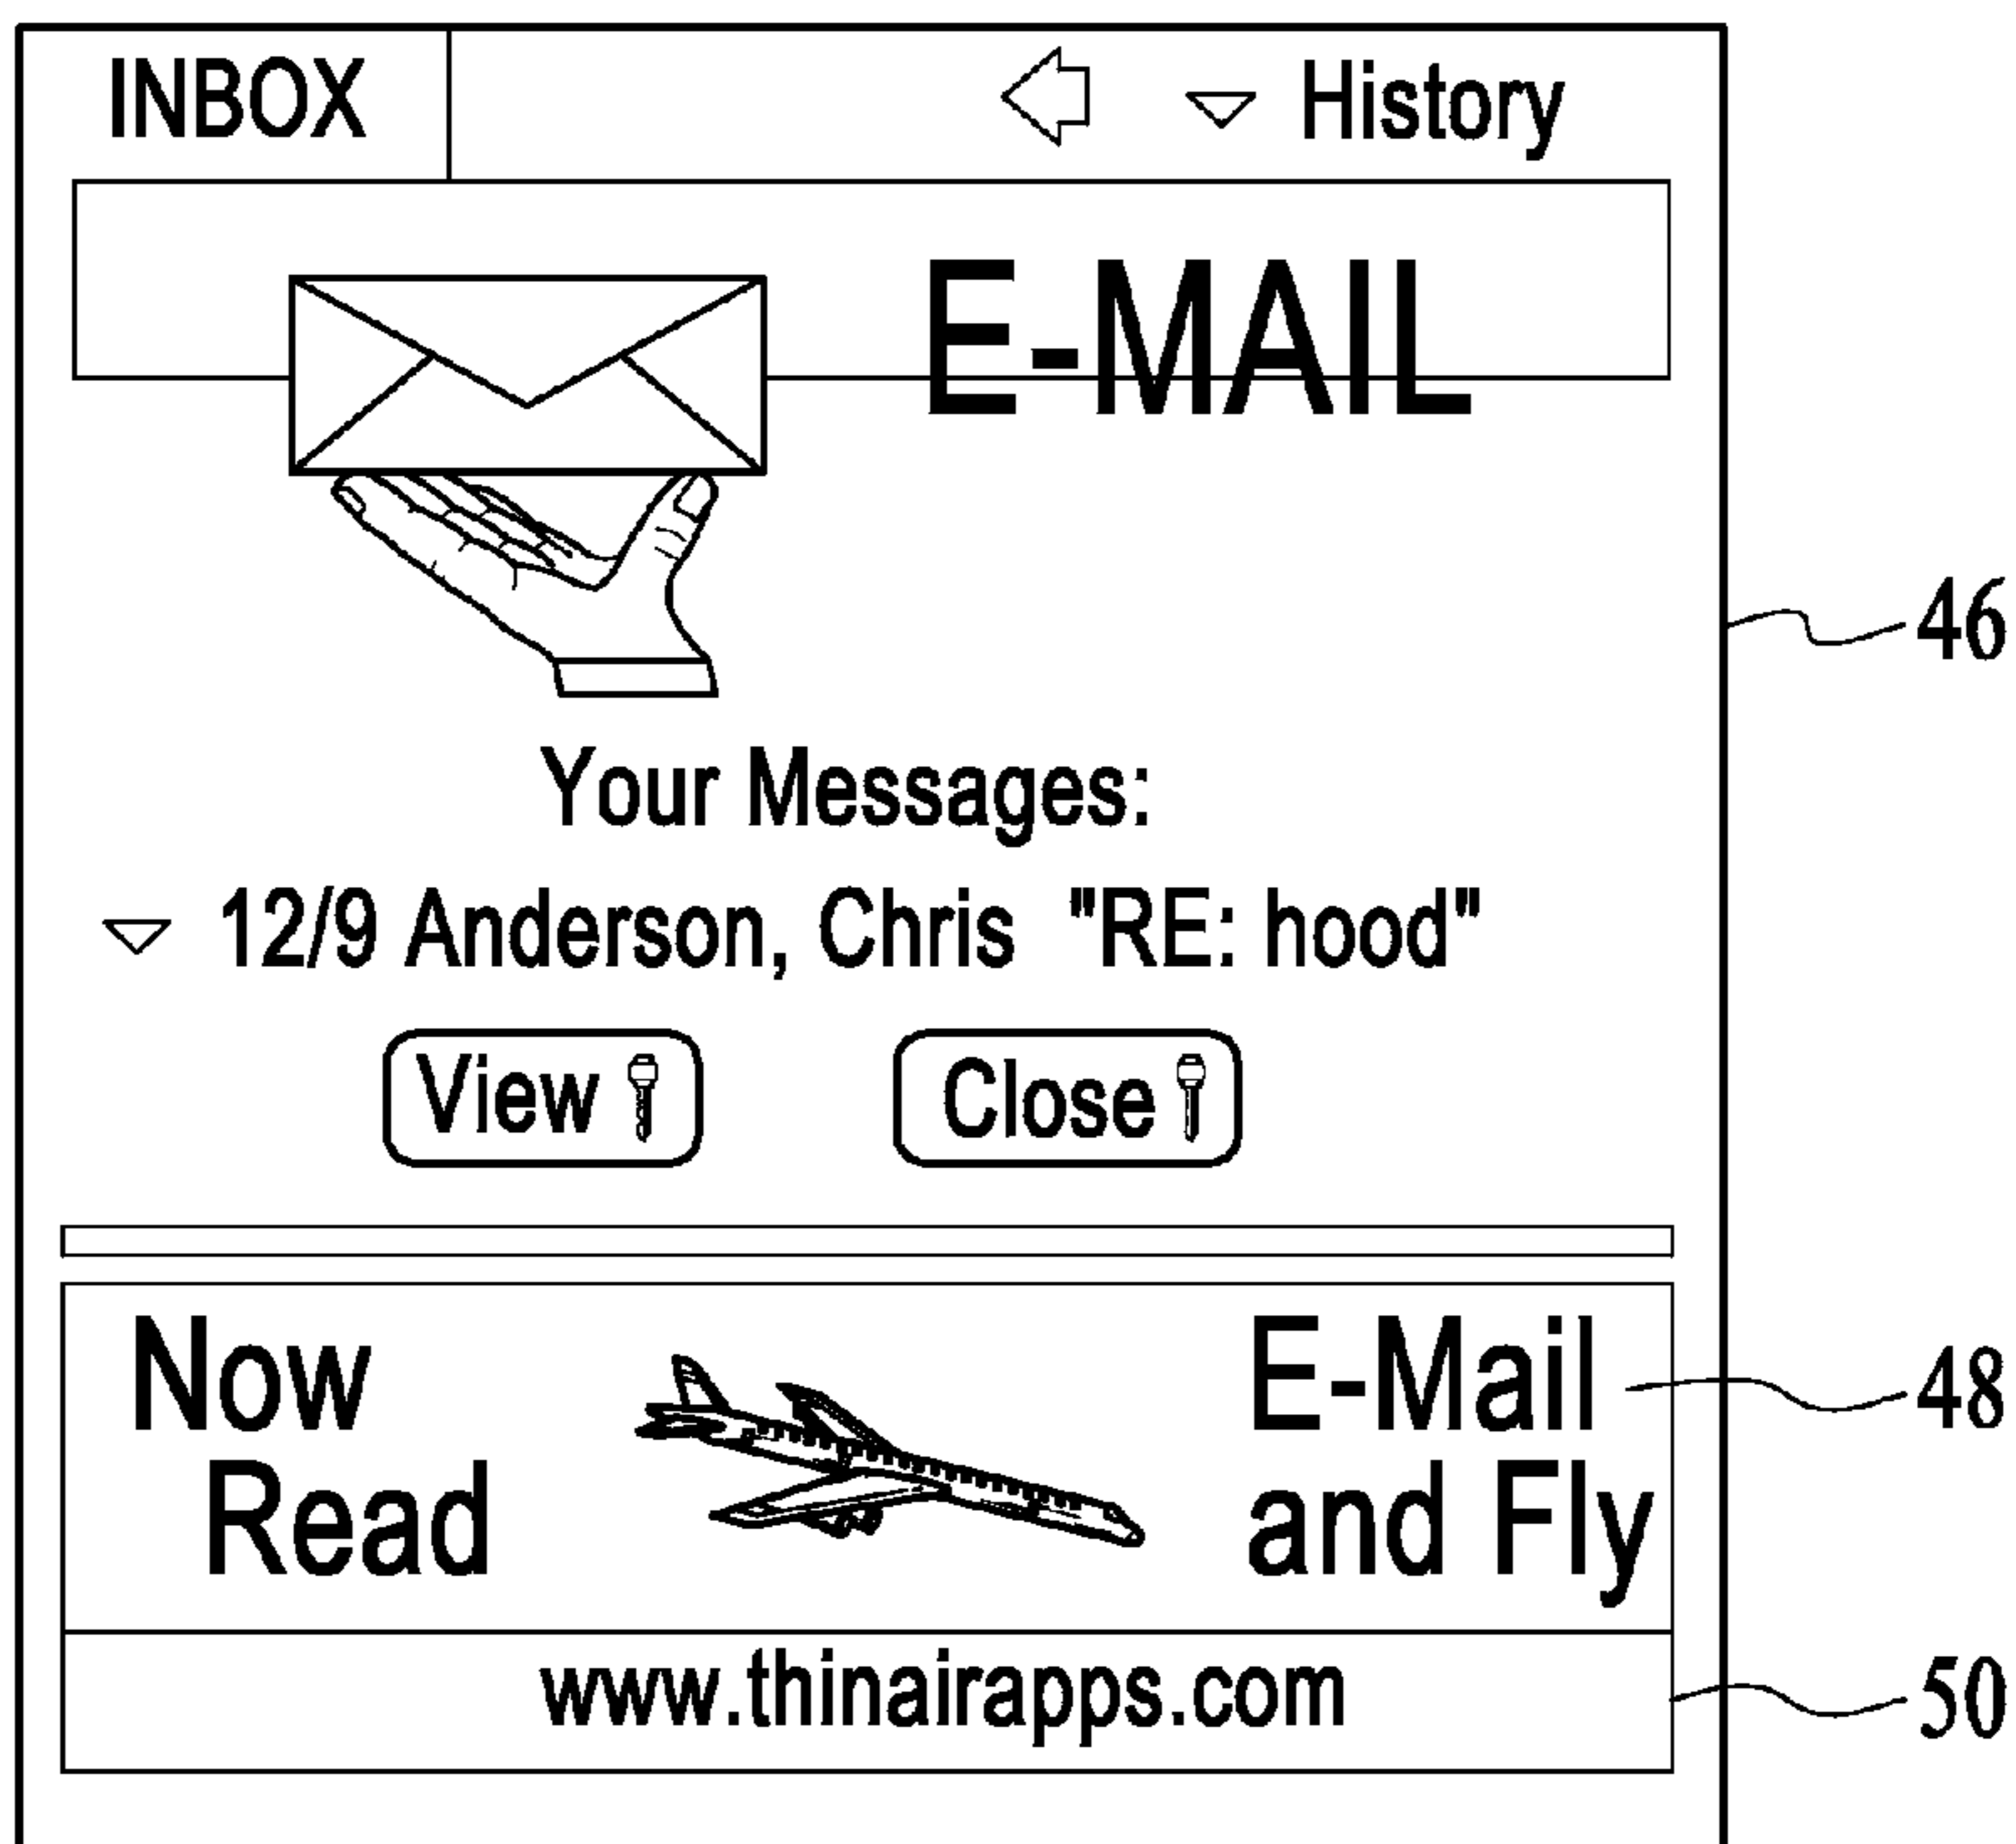 INBOX History
E-MAIL
46
Your Messages:
12/9 Anderson, Chris "RE: hood"
View Close
Now E-Mail 48
Read and Fly
www.thinairapps.com 50